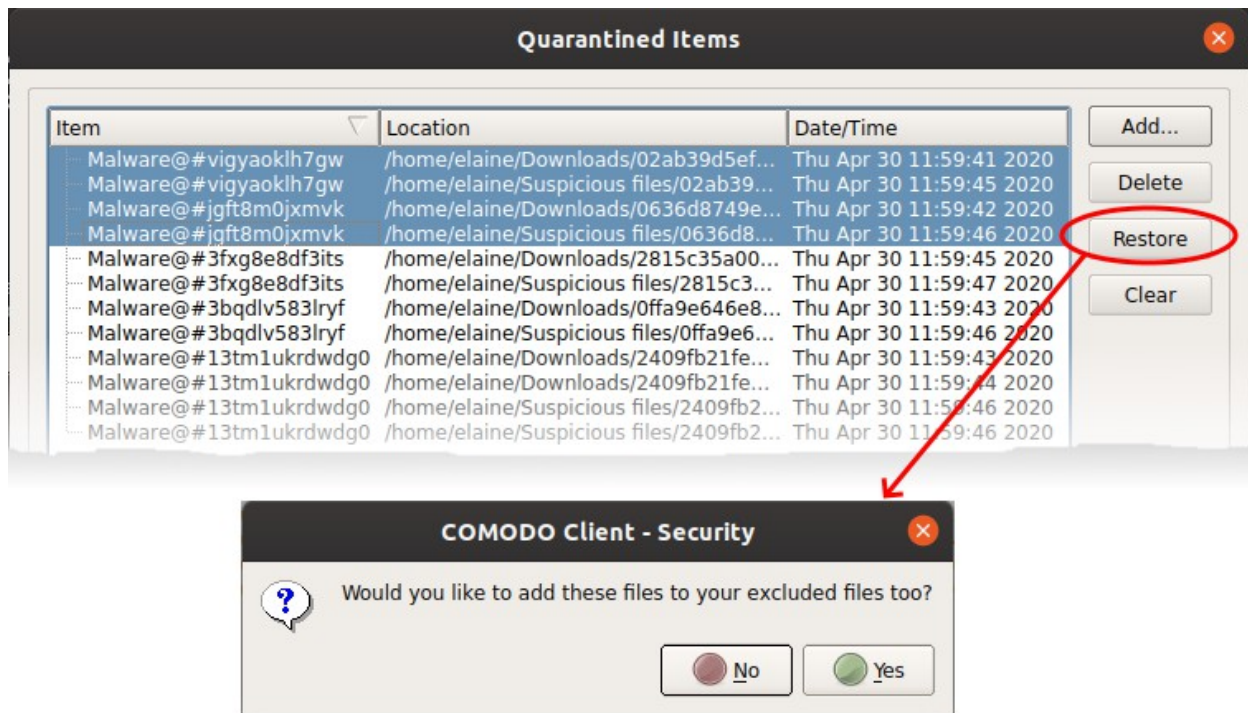 Quarantined Items
Item Location Date/Time Add...
Malware@#vigyaoklh7gw /home/elaine/Downloads/02ab39d5ef... Thu Apr 30 11:59:41 2020
Malware@#vigyaoklh7gw /home/elaine/Suspicious files/02ab39... Thu Apr 30 11:59:45 2020 Delete
Malware@#jgft8m0jxmvk /home/elaine/Downloads/0636d8749e... Thu Apr 30 11:59:42 2020
Malware@#jgft8m0jxmvk /home/elaine/Suspicious files/0636d8... Thu Apr 30 11:59:46 2020 Restore
Malware@#3fxg8e8df3its /home/elaine/Downloads/2815c35a00... Thu Apr 30 11:59:45 2020
Malware@#3fxg8e8df3its /home/elaine/Suspicious files/2815c3... Thu Apr 30 11:59:47 2020 Clear
Malware@#3bqdlv583lryf /home/elaine/Downloads/0ffa9e646e8... Thu Apr 30 11:59:43 2020
Malware@#3bqdlv583lryf /home/elaine/Suspicious files/0ffa9e6... Thu Apr 30 11:59:46 2020
Malware@#13tm1ukrdwdg0 /home/elaine/Downloads/2409fb21fe... Thu Apr 30 11:59:43 2020
Malware@#13tm1ukrdwdg0 /home/elaine/Downloads/2409fb21fe... Thu Apr 30 11:59:44 2020
Malware@#13tm1ukrdwdg0 /home/elaine/Suspicious files/2409fb2... Thu Apr 30 11:59:46 2020
Malware@#13tm1ukrdwdg0 /home/elaine/Suspicious files/2409fb2... Thu Apr 30 11:59:46 2020
COMODO Client - Security
Would you like to add these files to your excluded files too?
No Yes